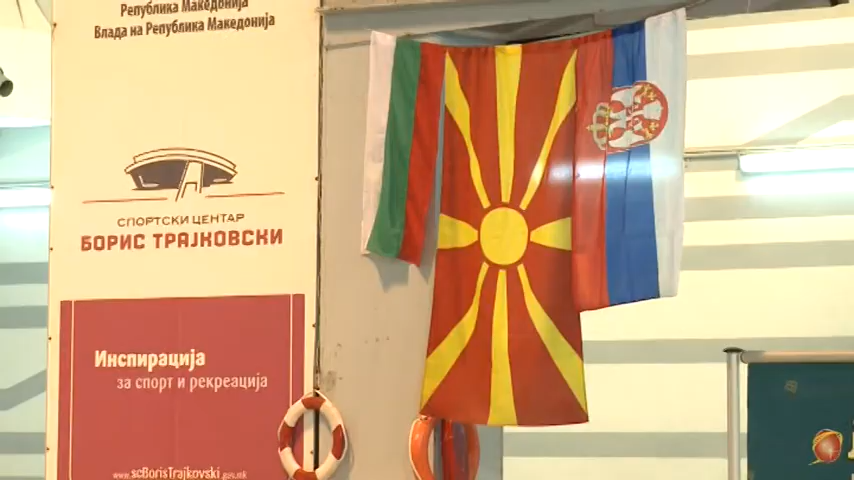 Република Македонија
Влада на Република Македонија
СПОРТСКИ ЦЕНТАР
БОРИС ТРАЈКОВСКИ
Инспирација
за спорт и рекреација
www.scBorisTrajkovski.gov.mk